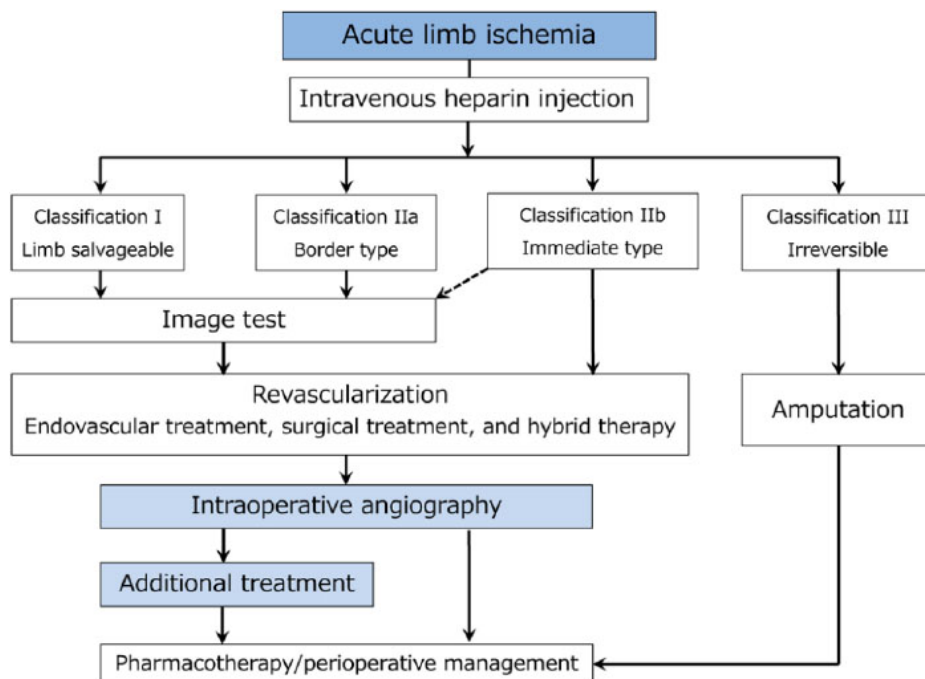 Acute limb ischemia
Intravenous heparin injection
Classification I
Limb salvageable
Classification IIa
Border type
Classification IIb
Immediate type
Classification III
Irreversible
Image test
Revascularization
Endovascular treatment, surgical treatment, and hybrid therapy
Amputation
Intraoperative angiography
Additional treatment
Pharmacotherapy/perioperative management